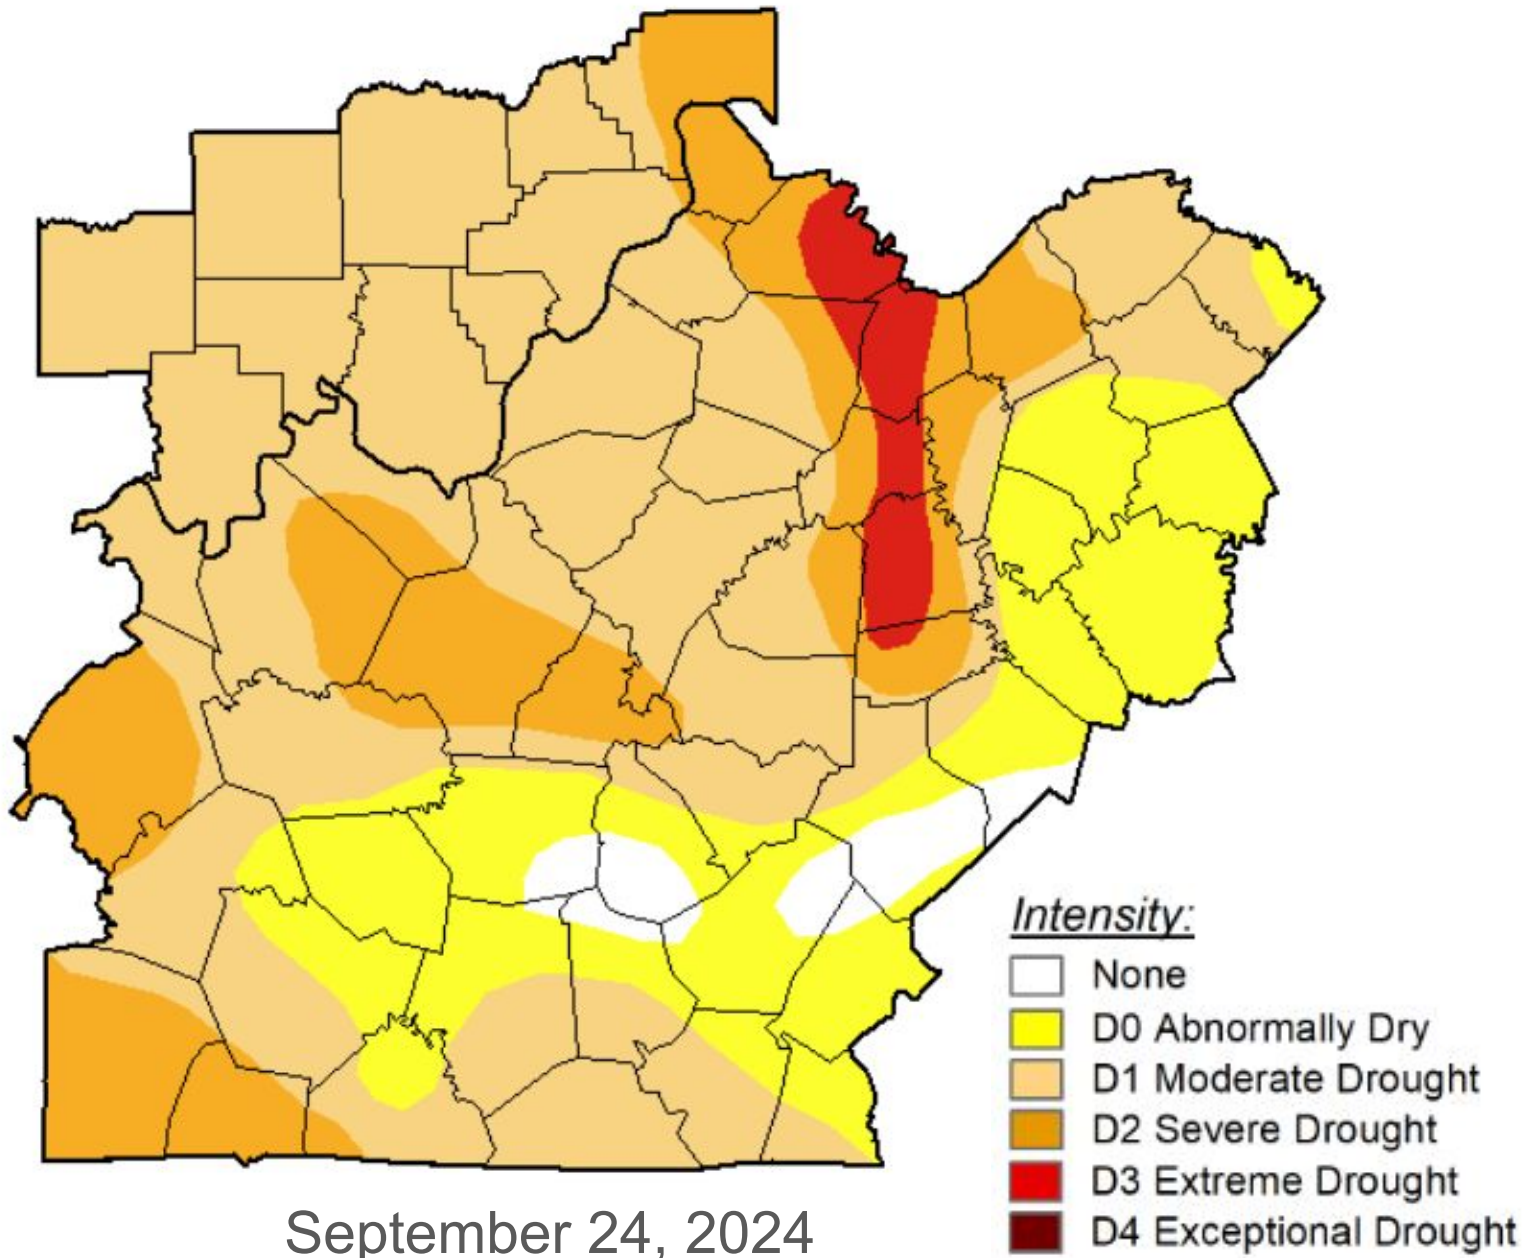 Intensity:
None
D0 Abnormally Dry
D1 Moderate Drought
D2 Severe Drought
D3 Extreme Drought
D4 Exceptional Drought
September 24, 2024